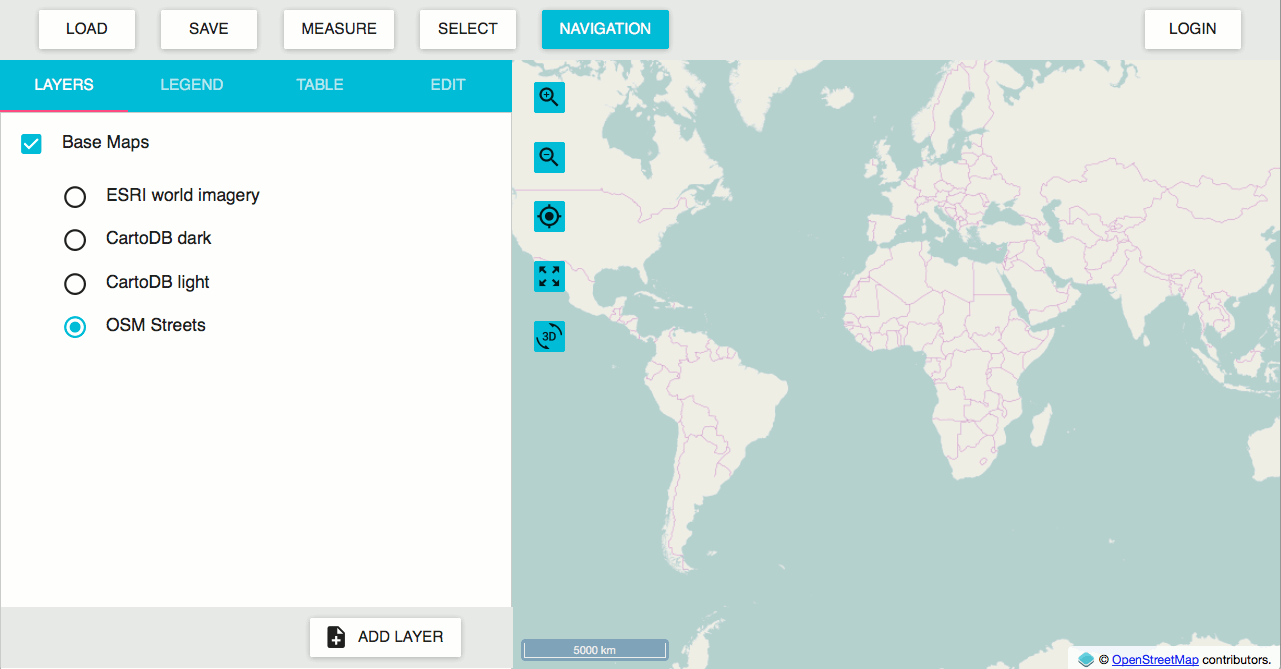 LOAD SAVE MEASURE SELECT NAVIGATION LOGIN
LAYERS LEGEND TABLE EDIT
Base Maps
ESRI world imagery
CartoDB dark
CartoDB light
OSM Streets
3D
ADD LAYER
5000 km
© OpenStreetMap contributors.